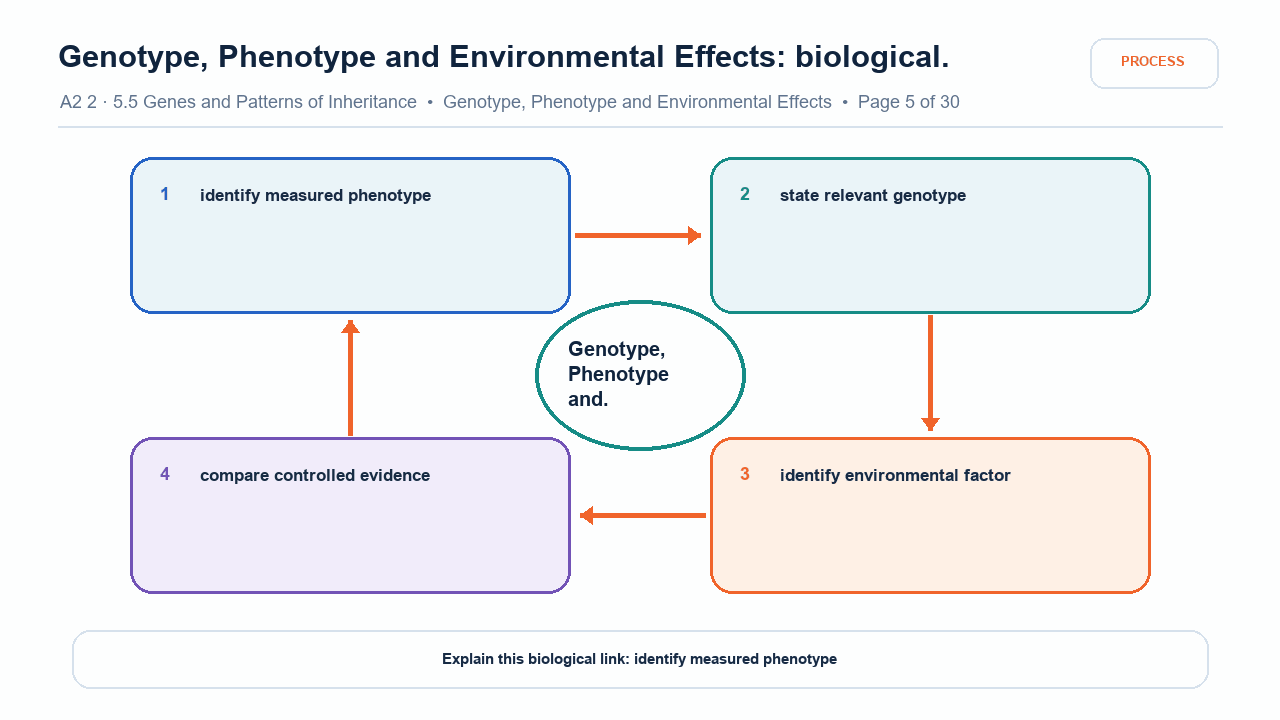 Genotype, Phenotype and Environmental Effects: biological.
PROCESS
A2 2 · 5.5 Genes and Patterns of Inheritance • Genotype, Phenotype and Environmental Effects • Page 5 of 30
1 identify measured phenotype
2 state relevant genotype
Genotype,
Phenotype
and.
4 compare controlled evidence
3 identify environmental factor
Explain this biological link: identify measured phenotype